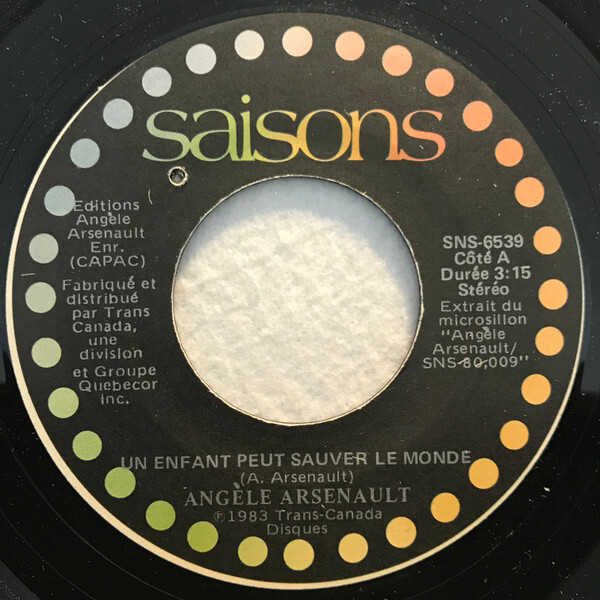 saisons
Editions
Angèle
Arsenault
Enr.
(CAPAC)
Fabriqué et
distribué
par Trans
Canada,
une
division
et Groupe
Quebecor
inc.
SNS-6539
Côté A
Durée 3:15
Stéréo
Extrait du
microsillon
"Angèle
Arsenault/
SNS-80,009"
UN ENFANT PEUT SAUVER LE MONDE
(A. Arsenault)
ANGÈLE ARSENAULT
℗1983 Trans-Canada
Disques